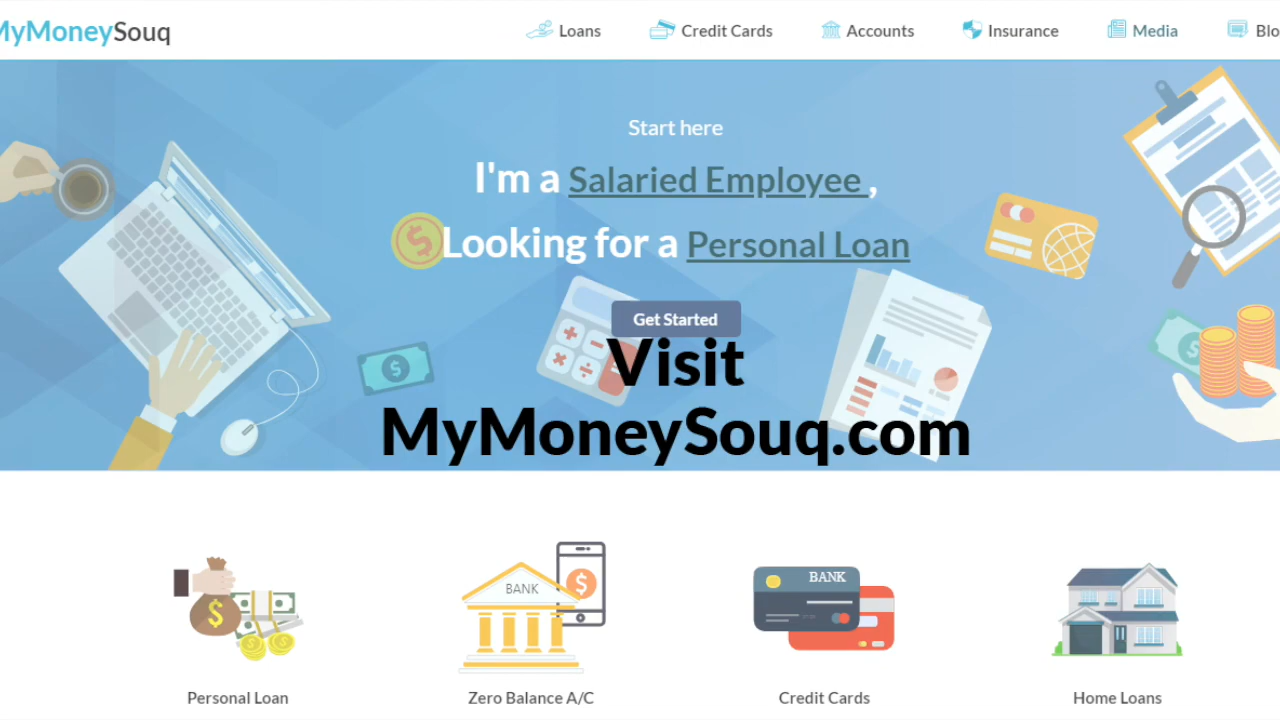 MyMoneySouq
Loans
Credit Cards
Accounts
Insurance
Media
Blo
Start here
I'm a Salaried Employee ,
Looking for a Personal Loan
Get Started
Visit
MyMoneySouq.com
BANK
BANK
Personal Loan
Zero Balance A/C
Credit Cards
Home Loans